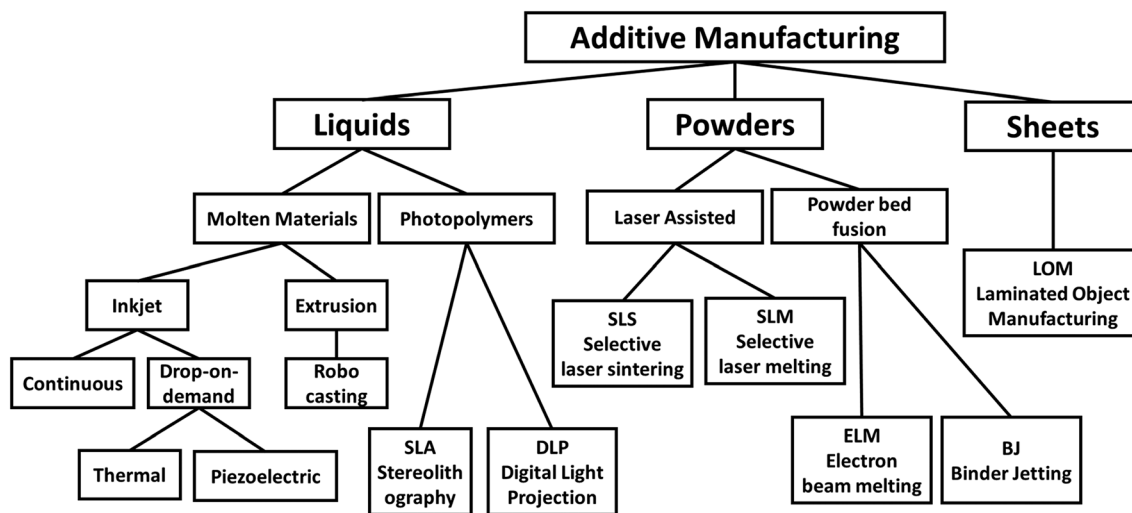 Additive Manufacturing
Liquids
Powders
Sheets
Molten Materials
Photopolymers
Laser Assisted
Powder bed
fusion
Inkjet
Extrusion
SLS
Selective
laser sintering
SLM
Selective
laser melting
LOM
Laminated Object
Manufacturing
Continuous
Drop-on-
demand
Robo
casting
Thermal
Piezoelectric
SLA
Stereolith
ography
DLP
Digital Light
Projection
ELM
Electron
beam melting
BJ
Binder Jetting